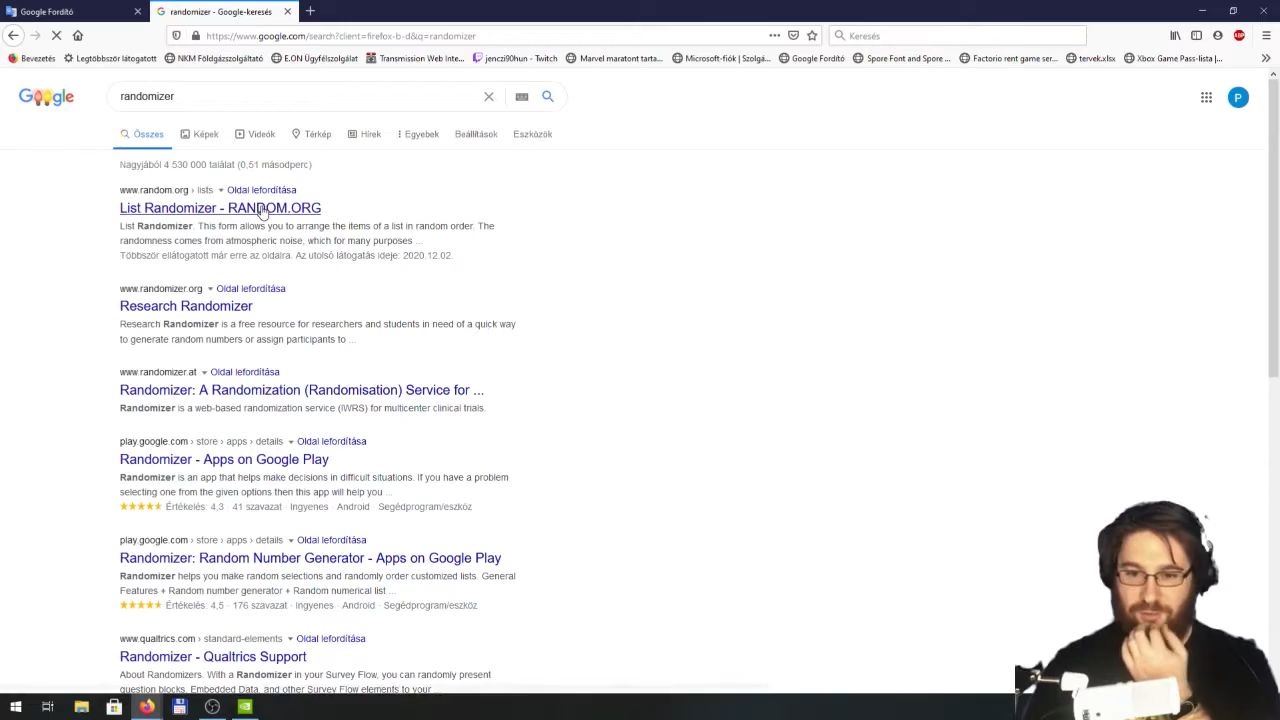 Google Fordító
randomizer - Google-keresés
https://www.google.com/search?client=firefox-b-d&q=randomizer
Keresés
Bevezetés
Legtöbbször látogatott
NKM Földgázszolgáltató
E.ON Ügyfélszolgálat
Transmission Web Inte...
jenczi90hun - Twitch
Marvel maratont tarta...
Microsoft-fiók | Szolgá...
Google Fordító
Spore Font and Spore ...
Factorio rent game ser...
tervek.xlsx
Xbox Game Pass-lista |...
randomizer
P
Összes
Képek
Videók
Térkép
Hírek
Egyebek
Beállítások
Eszközök
Nagyjából 4 530 000 találat (0,51 másodperc)
www.random.org › lists Oldal lefordítása
List Randomizer - RANDOM.ORG
List Randomizer. This form allows you to arrange the items of a list in random order. The
randomness comes from atmospheric noise, which for many purposes ...
Többször ellátogatott már erre az oldalra. Az utolsó látogatás ideje: 2020.12.02.
www.randomizer.org Oldal lefordítása
Research Randomizer
Research Randomizer is a free resource for researchers and students in need of a quick way
to generate random numbers or assign participants to ...
www.randomizer.at Oldal lefordítása
Randomizer: A Randomization (Randomisation) Service for ...
Randomizer is a web-based randomization service (IWRS) for multicenter clinical trials.
play.google.com › store › apps › details Oldal lefordítása
Randomizer - Apps on Google Play
Randomizer is an app that helps make decisions in difficult situations. If you have a problem
selecting one from the given options then this app will help you ...
Értékelés: 4,3 · 41 szavazat · Ingyenes · Android · Segédprogram/eszköz
play.google.com › store › apps › details Oldal lefordítása
Randomizer: Random Number Generator - Apps on Google Play
Randomizer helps you make random selections and randomly order customized lists. General
Features + Random number generator + Random numerical list ...
Értékelés: 4,5 · 176 szavazat · Ingyenes · Android · Segédprogram/eszköz
www.qualtrics.com › standard-elements Oldal lefordítása
Randomizer - Qualtrics Support
About Randomizers. With a Randomizer in your Survey Flow, you can randomly present
question blocks, Embedded Data, and other Survey Flow elements to your ...